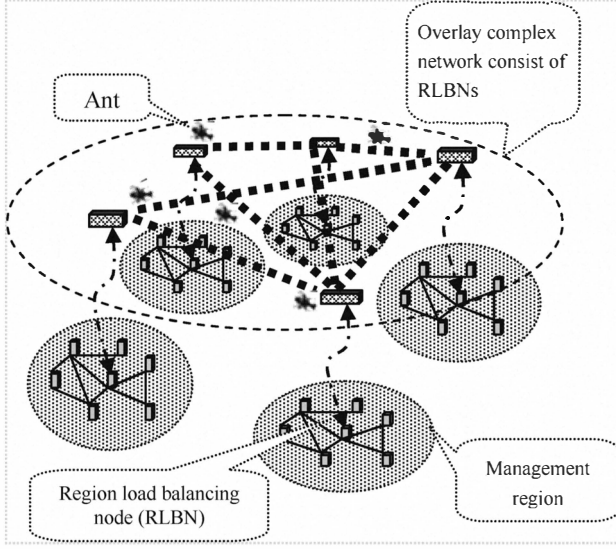 Overlay complex
network consist of
RLBNs
Ant
Region load balancing
node (RLBN)
Management
region